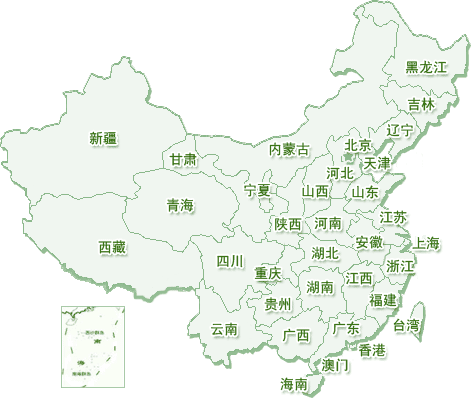 黑龙江
吉林
辽宁
新疆
内蒙古
北京
甘肃
天津
河北
宁夏
山西
山东
青海
江苏
陕西
河南
西藏
安徽
上海
四川
湖北
浙江
重庆
江西
湖南
贵州
福建
云南
广西
广东
台湾
香港
澳门
海南
南
海